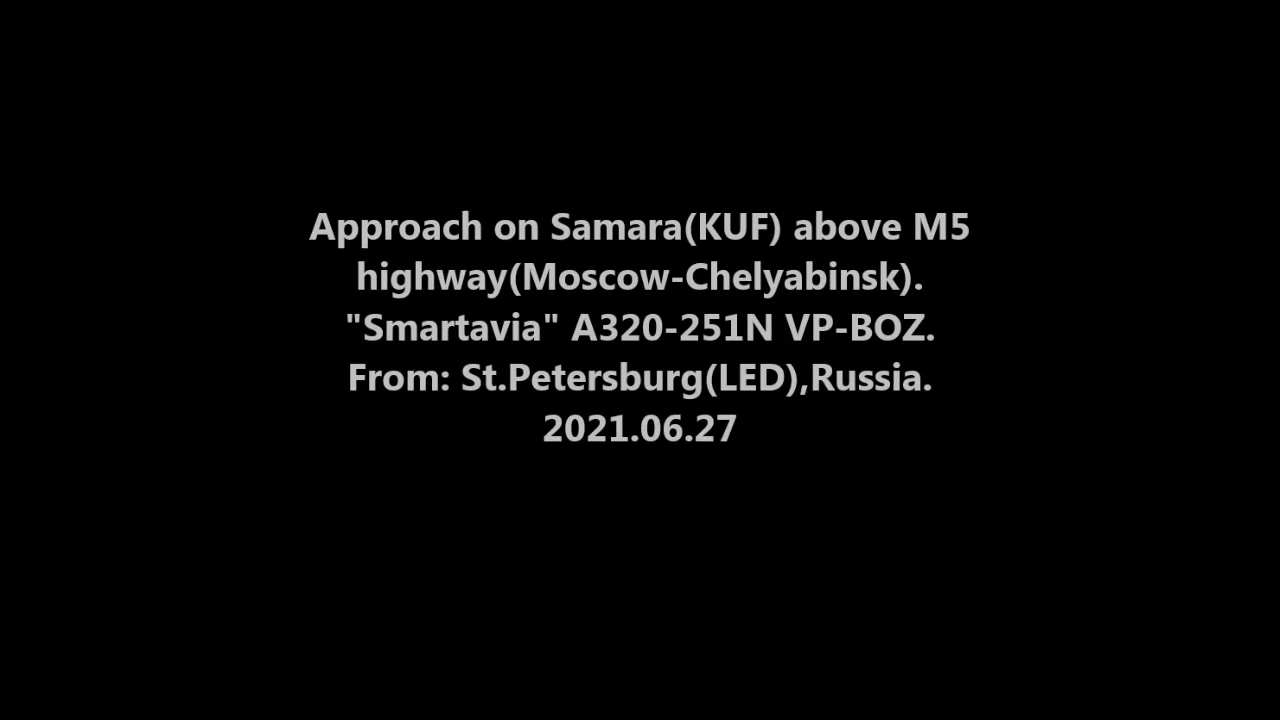 Approach on Samara(KUF) above M5
highway(Moscow-Chelyabinsk).
"Smartavia" A320-251N VP-BOZ.
From: St.Petersburg(LED),Russia.
2021.06.27